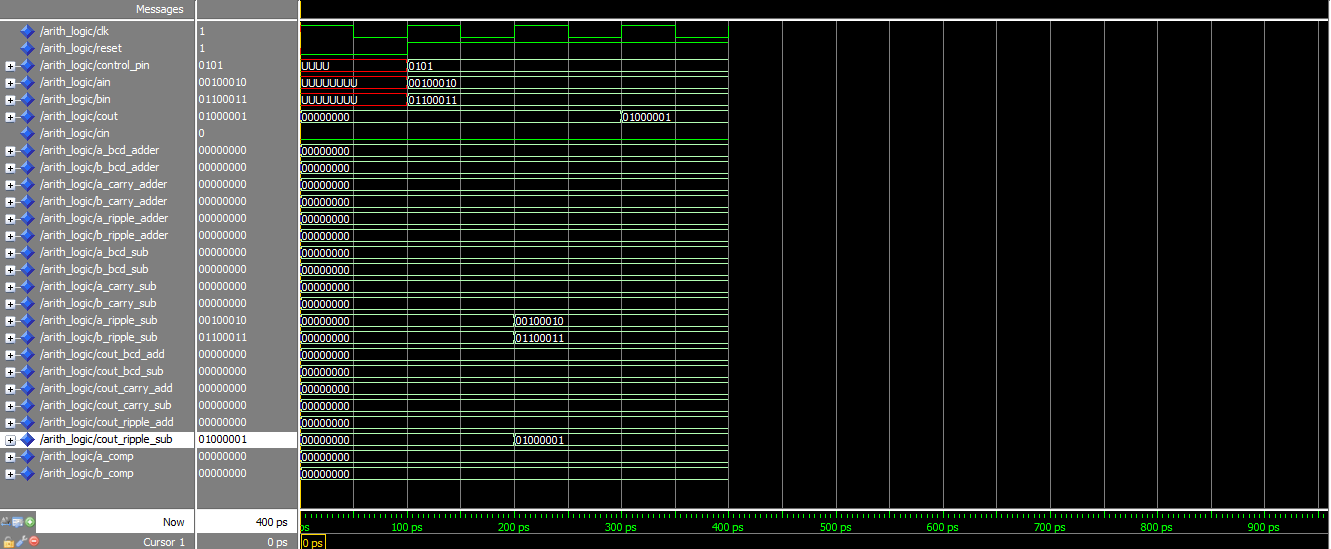 Messages
/arith_logic/clk 1
/arith_logic/reset 1
/arith_logic/control_pin 0101 UUUU 0101
/arith_logic/ain 00100010 UUUUUUUU 00100010
/arith_logic/bin 01100011 UUUUUUUU 01100011
/arith_logic/cout 01000001 00000000 01000001
/arith_logic/cin 0
/arith_logic/a_bcd_adder 00000000 00000000
/arith_logic/b_bcd_adder 00000000 00000000
/arith_logic/a_carry_adder 00000000 00000000
/arith_logic/b_carry_adder 00000000 00000000
/arith_logic/a_ripple_adder 00000000 00000000
/arith_logic/b_ripple_adder 00000000 00000000
/arith_logic/a_bcd_sub 00000000 00000000
/arith_logic/b_bcd_sub 00000000 00000000
/arith_logic/a_carry_sub 00000000 00000000
/arith_logic/b_carry_sub 00000000 00000000
/arith_logic/a_ripple_sub 00100010 00000000 00100010
/arith_logic/b_ripple_sub 01100011 00000000 01100011
/arith_logic/cout_bcd_add 00000000 00000000
/arith_logic/cout_bcd_sub 00000000 00000000
/arith_logic/cout_carry_add 00000000 00000000
/arith_logic/cout_carry_sub 00000000 00000000
/arith_logic/cout_ripple_add 00000000 00000000
/arith_logic/cout_ripple_sub 01000001 00000000 01000001
/arith_logic/a_comp 00000000 00000000
/arith_logic/b_comp 00000000 00000000
Now 400 ps ps 100 ps 200 ps 300 ps 400 ps 500 ps 600 ps 700 ps 800 ps 900 ps
Cursor 1 0 ps 0 ps